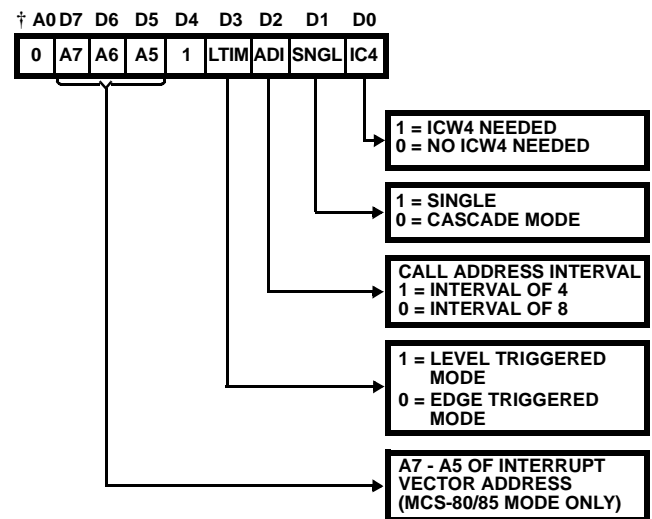 † A0 D7 D6 D5 D4 D3 D2 D1 D0
0 A7 A6 A5 1 LTIM ADI SNGL IC4
1 = ICW4 NEEDED
0 = NO ICW4 NEEDED
1 = SINGLE
0 = CASCADE MODE
CALL ADDRESS INTERVAL
1 = INTERVAL OF 4
0 = INTERVAL OF 8
1 = LEVEL TRIGGERED
MODE
0 = EDGE TRIGGERED
MODE
A7 - A5 OF INTERRUPT
VECTOR ADDRESS
(MCS-80/85 MODE ONLY)